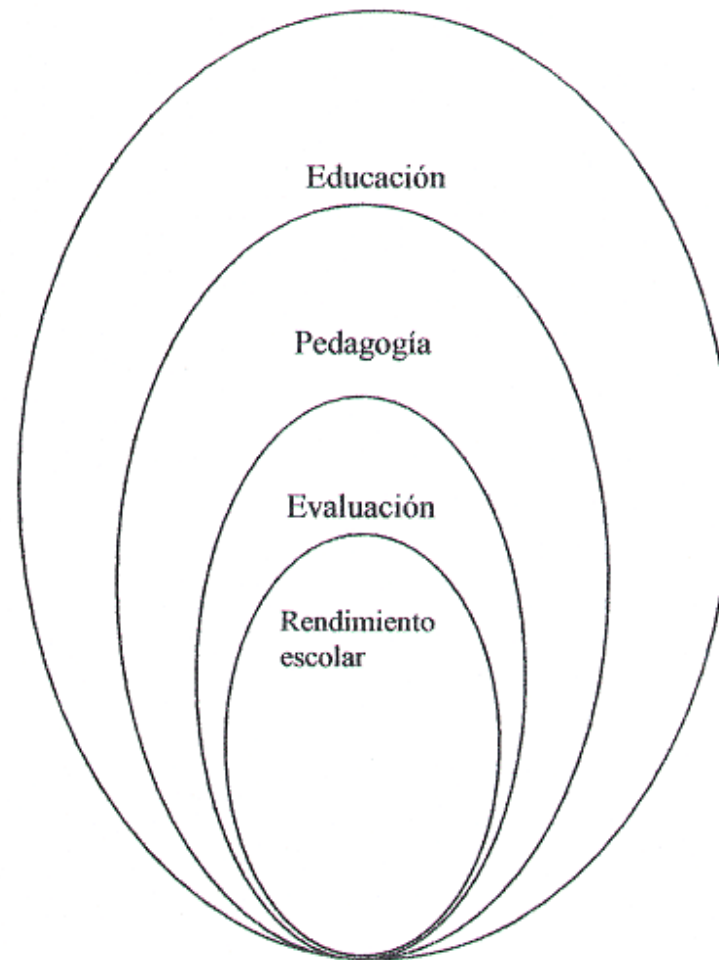 Educación
Pedagogía
Evaluación
Rendimiento
escolar